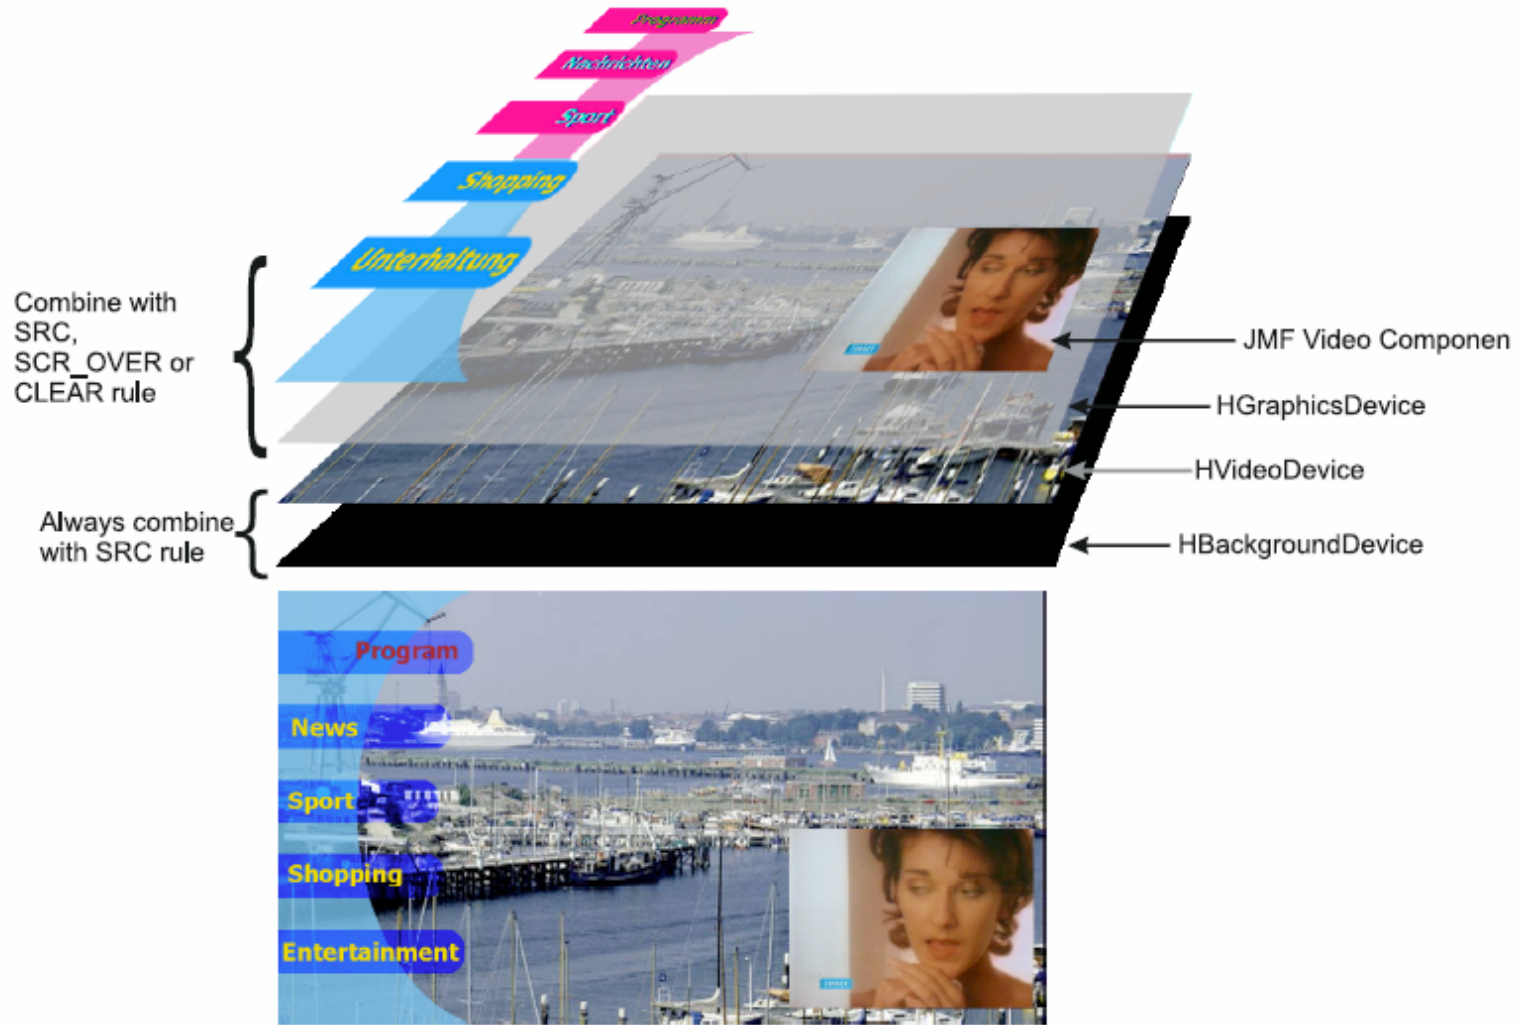 Programm
Nachrichten
Sport
Shopping
Unterhaltung
Combine with
SRC,
SCR_OVER or
CLEAR rule
JMF Video Componen
HGraphicsDevice
HVideoDevice
Always combine
with SRC rule
HBackgroundDevice
Program
News
Sport
Shopping
Entertainment